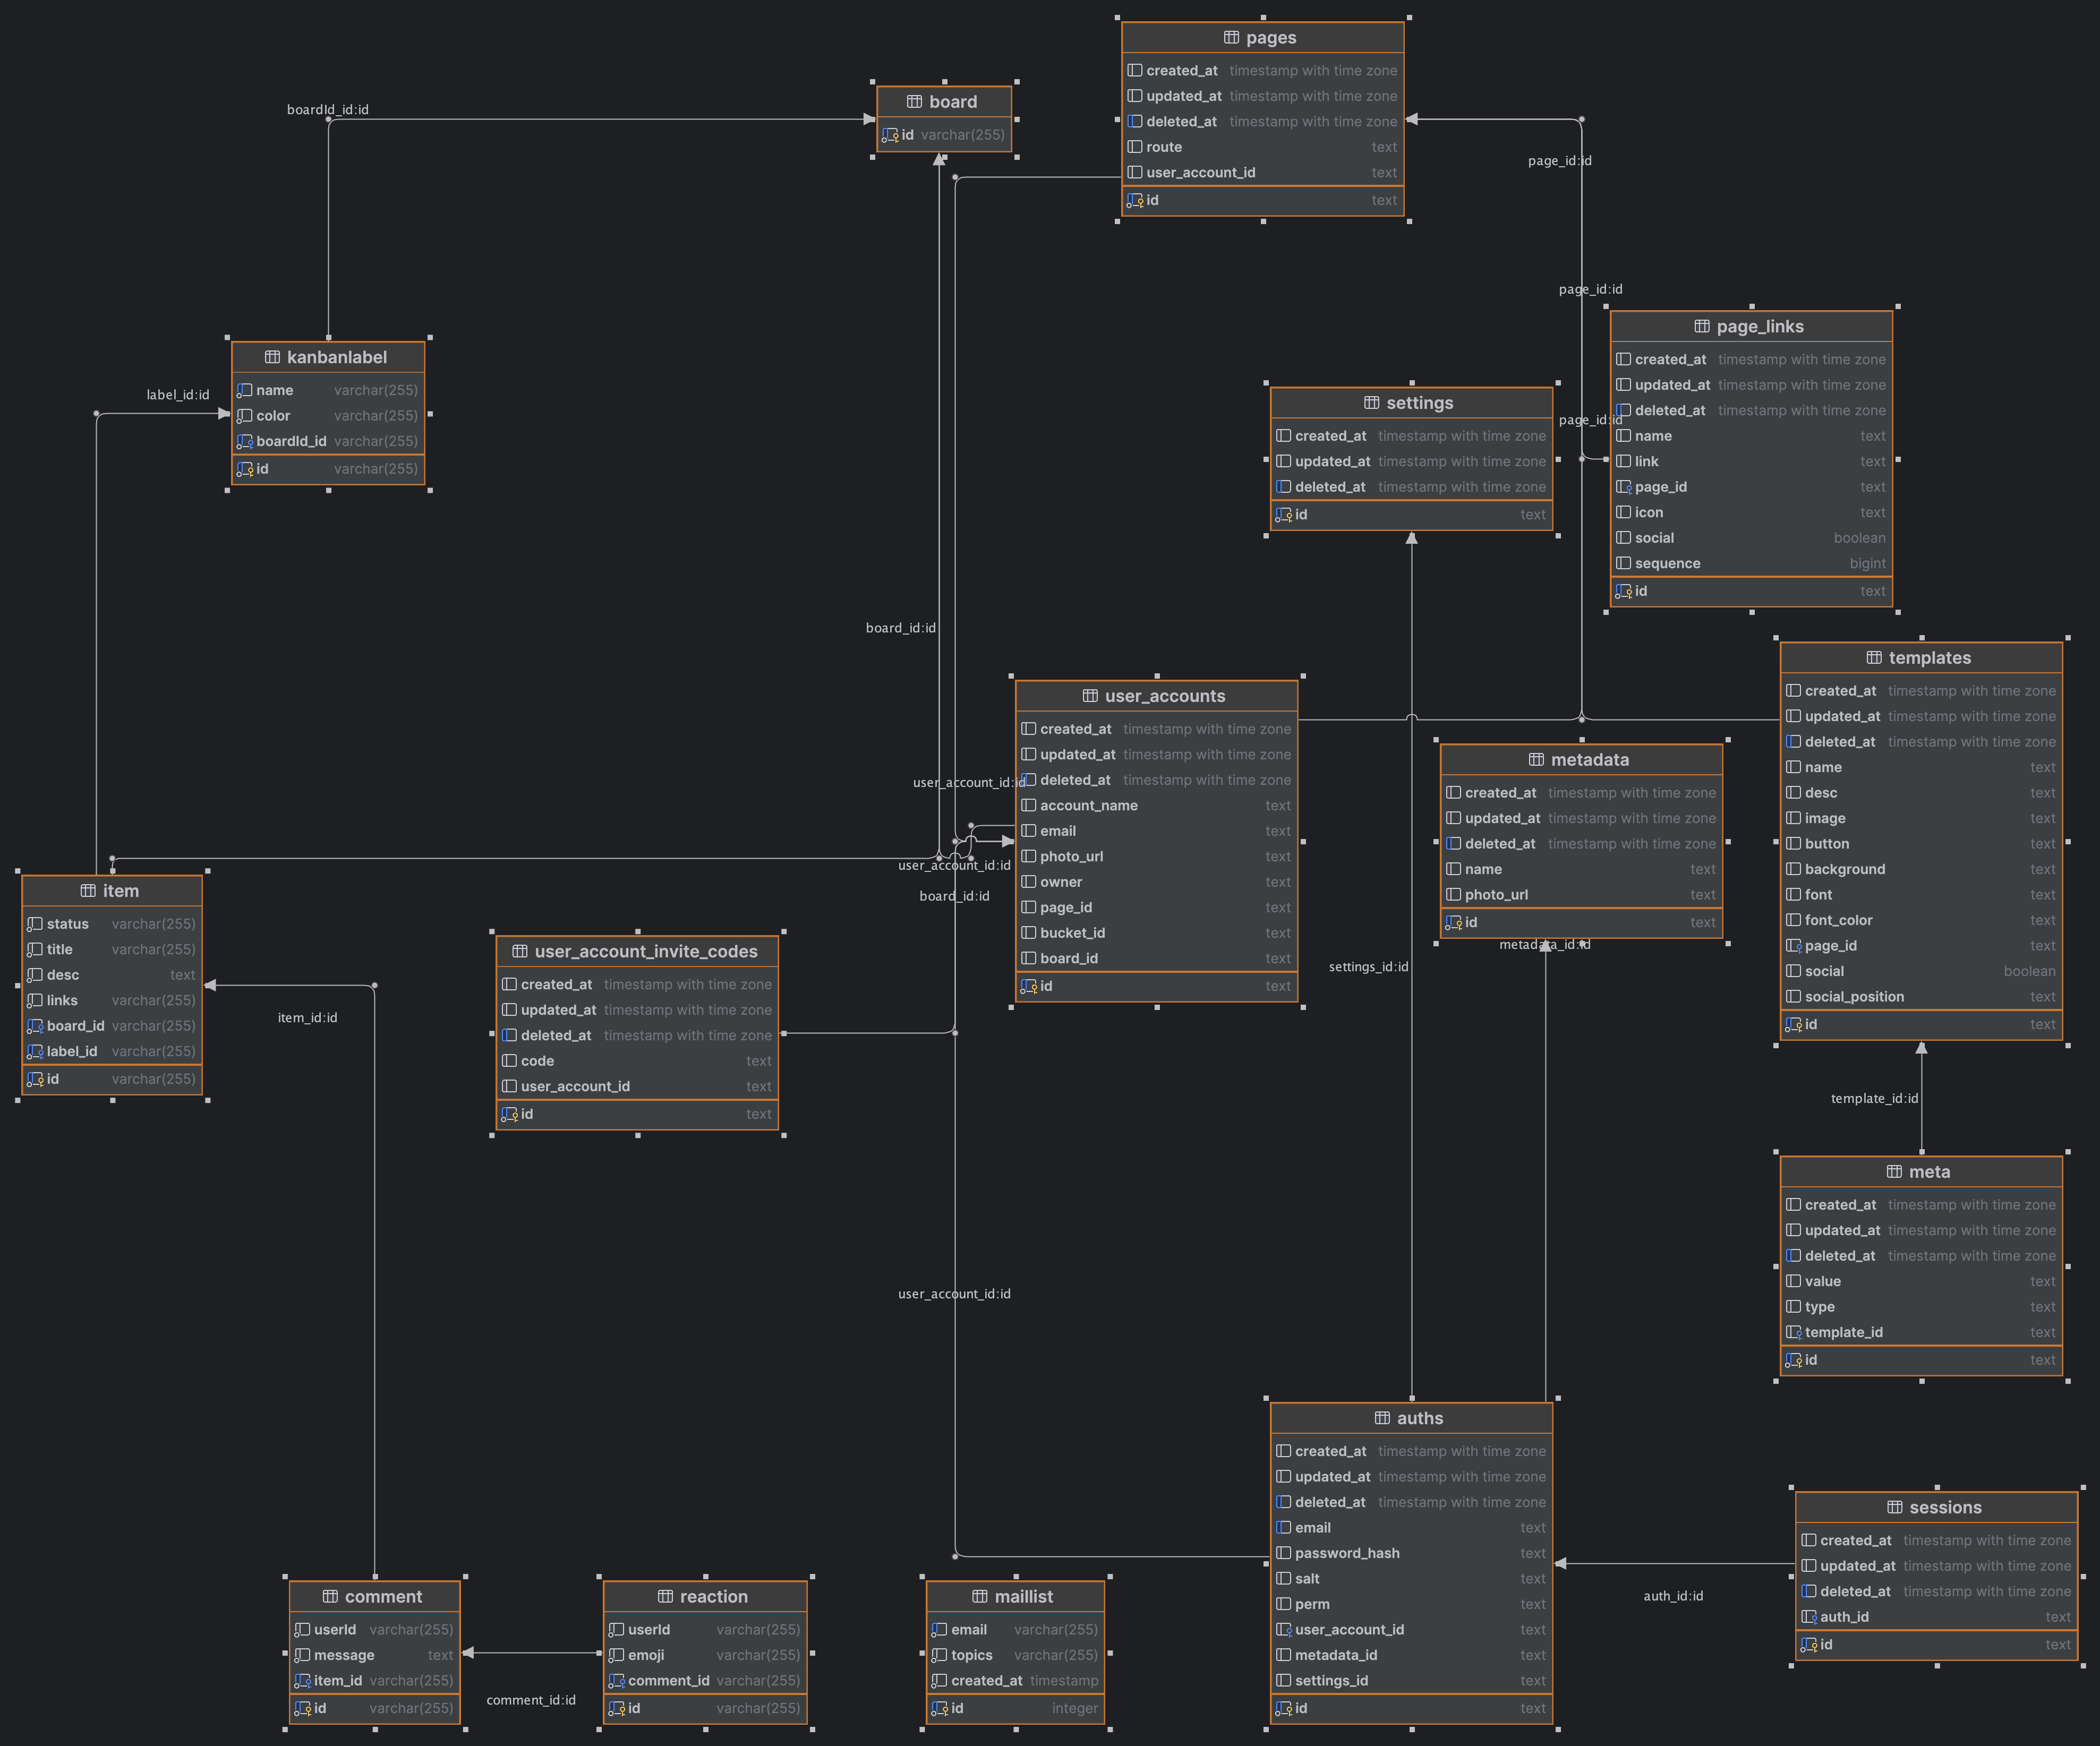 pages
created_at timestamp with time zone
updated_at timestamp with time zone
deleted_at timestamp with time zone
route text
user_account_id text
id text
board
id varchar(255)
boardId_id:id
page_id:id
page_id:id
page_id:id
page_links
created_at timestamp with time zone
updated_at timestamp with time zone
deleted_at timestamp with time zone
name text
link text
page_id text
icon text
social boolean
sequence bigint
id text
kanbanlabel
name varchar(255)
color varchar(255)
boardId_id varchar(255)
id varchar(255)
label_id:id
settings
created_at timestamp with time zone
updated_at timestamp with time zone
deleted_at timestamp with time zone
id text
board_id:id
user_accounts
created_at timestamp with time zone
updated_at timestamp with time zone
deleted_at timestamp with time zone
account_name text
email text
photo_url text
owner text
page_id text
bucket_id text
board_id text
id text
user_account_id:id
user_account_id:id
board_id:id
templates
created_at timestamp with time zone
updated_at timestamp with time zone
deleted_at timestamp with time zone
name text
desc text
image text
button text
background text
font text
font_color text
page_id text
social boolean
social_position text
id text
metadata
created_at timestamp with time zone
updated_at timestamp with time zone
deleted_at timestamp with time zone
name text
photo_url text
id text
metadata_id:id
settings_id:id
item
status varchar(255)
title varchar(255)
desc text
links varchar(255)
board_id varchar(255)
label_id varchar(255)
id varchar(255)
item_id:id
user_account_invite_codes
created_at timestamp with time zone
updated_at timestamp with time zone
deleted_at timestamp with time zone
code text
user_account_id text
id text
template_id:id
meta
created_at timestamp with time zone
updated_at timestamp with time zone
deleted_at timestamp with time zone
value text
type text
template_id text
id text
user_account_id:id
auths
created_at timestamp with time zone
updated_at timestamp with time zone
deleted_at timestamp with time zone
email text
password_hash text
salt text
perm text
user_account_id text
metadata_id text
settings_id text
id text
sessions
created_at timestamp with time zone
updated_at timestamp with time zone
deleted_at timestamp with time zone
auth_id text
id text
auth_id:id
comment
userId varchar(255)
message text
item_id varchar(255)
id varchar(255)
comment_id:id
reaction
userId varchar(255)
emoji varchar(255)
comment_id varchar(255)
id varchar(255)
maillist
email varchar(255)
topics varchar(255)
created_at timestamp
id integer